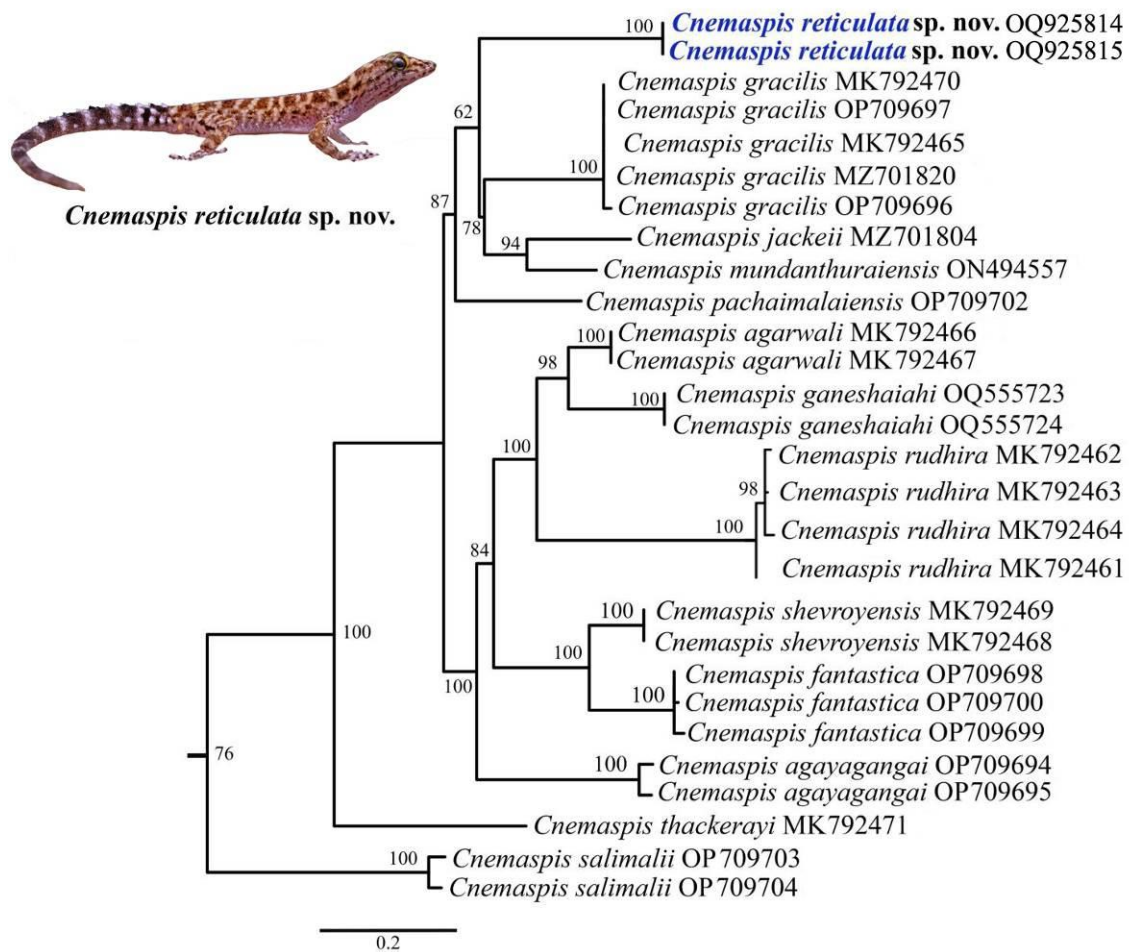 Cnemaspis reticulata sp. nov.
100
Cnemaspis reticulata sp. nov. OQ925814
Cnemaspis reticulata sp. nov. OQ925815
62
Cnemaspis gracilis MK792470
Cnemaspis gracilis OP709697
Cnemaspis gracilis MK792465
100
Cnemaspis gracilis MZ701820
Cnemaspis gracilis OP709696
87
78
94
Cnemaspis jackeii MZ701804
Cnemaspis mundanthuraiensis ON494557
Cnemaspis pachaimalaiensis OP709702
100
Cnemaspis agarwali MK792466
Cnemaspis agarwali MK792467
98
100
Cnemaspis ganeshaiahi OQ555723
Cnemaspis ganeshaiahi OQ555724
100
Cnemaspis rudhira MK792462
98
Cnemaspis rudhira MK792463
100
Cnemaspis rudhira MK792464
Cnemaspis rudhira MK792461
84
100
Cnemaspis shevroyensis MK792469
Cnemaspis shevroyensis MK792468
100
100
Cnemaspis fantastica OP709698
Cnemaspis fantastica OP709700
Cnemaspis fantastica OP709699
100
100
100
Cnemaspis agayagangai OP709694
Cnemaspis agayagangai OP709695
Cnemaspis thackerayi MK792471
76
100
Cnemaspis salimalii OP709703
Cnemaspis salimalii OP709704
0.2